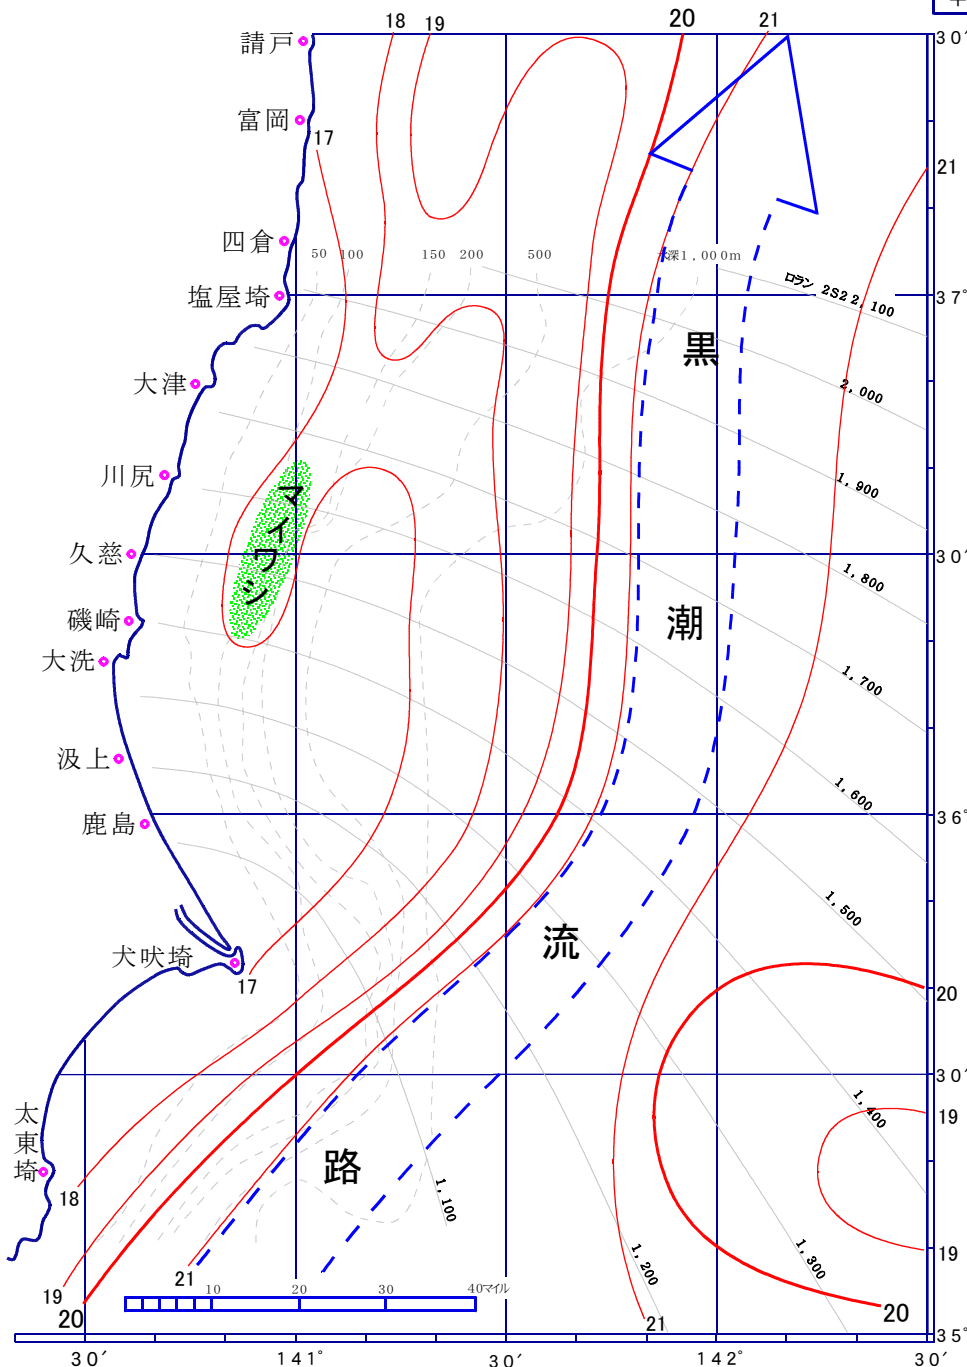 18
19
20
21
30′
請戸
富岡
17
21
四倉
50
100
150
200
500
水深1,000m
塩屋埼
ロラン 2S2 2,100
37°
黒
大津
2,000
川尻
マイワシ
1,900
久慈
30′
1,800
磯崎
潮
大洗
1,700
汲上
1,600
鹿島
36°
1,500
流
犬吠埼
17
20
30′
1,400
19
太東埼
路
18
1,100
1,200
1,300
19
21
10
20
30
40マイル
19
20
21
20
35°
30′
141°
30′
142°
30′